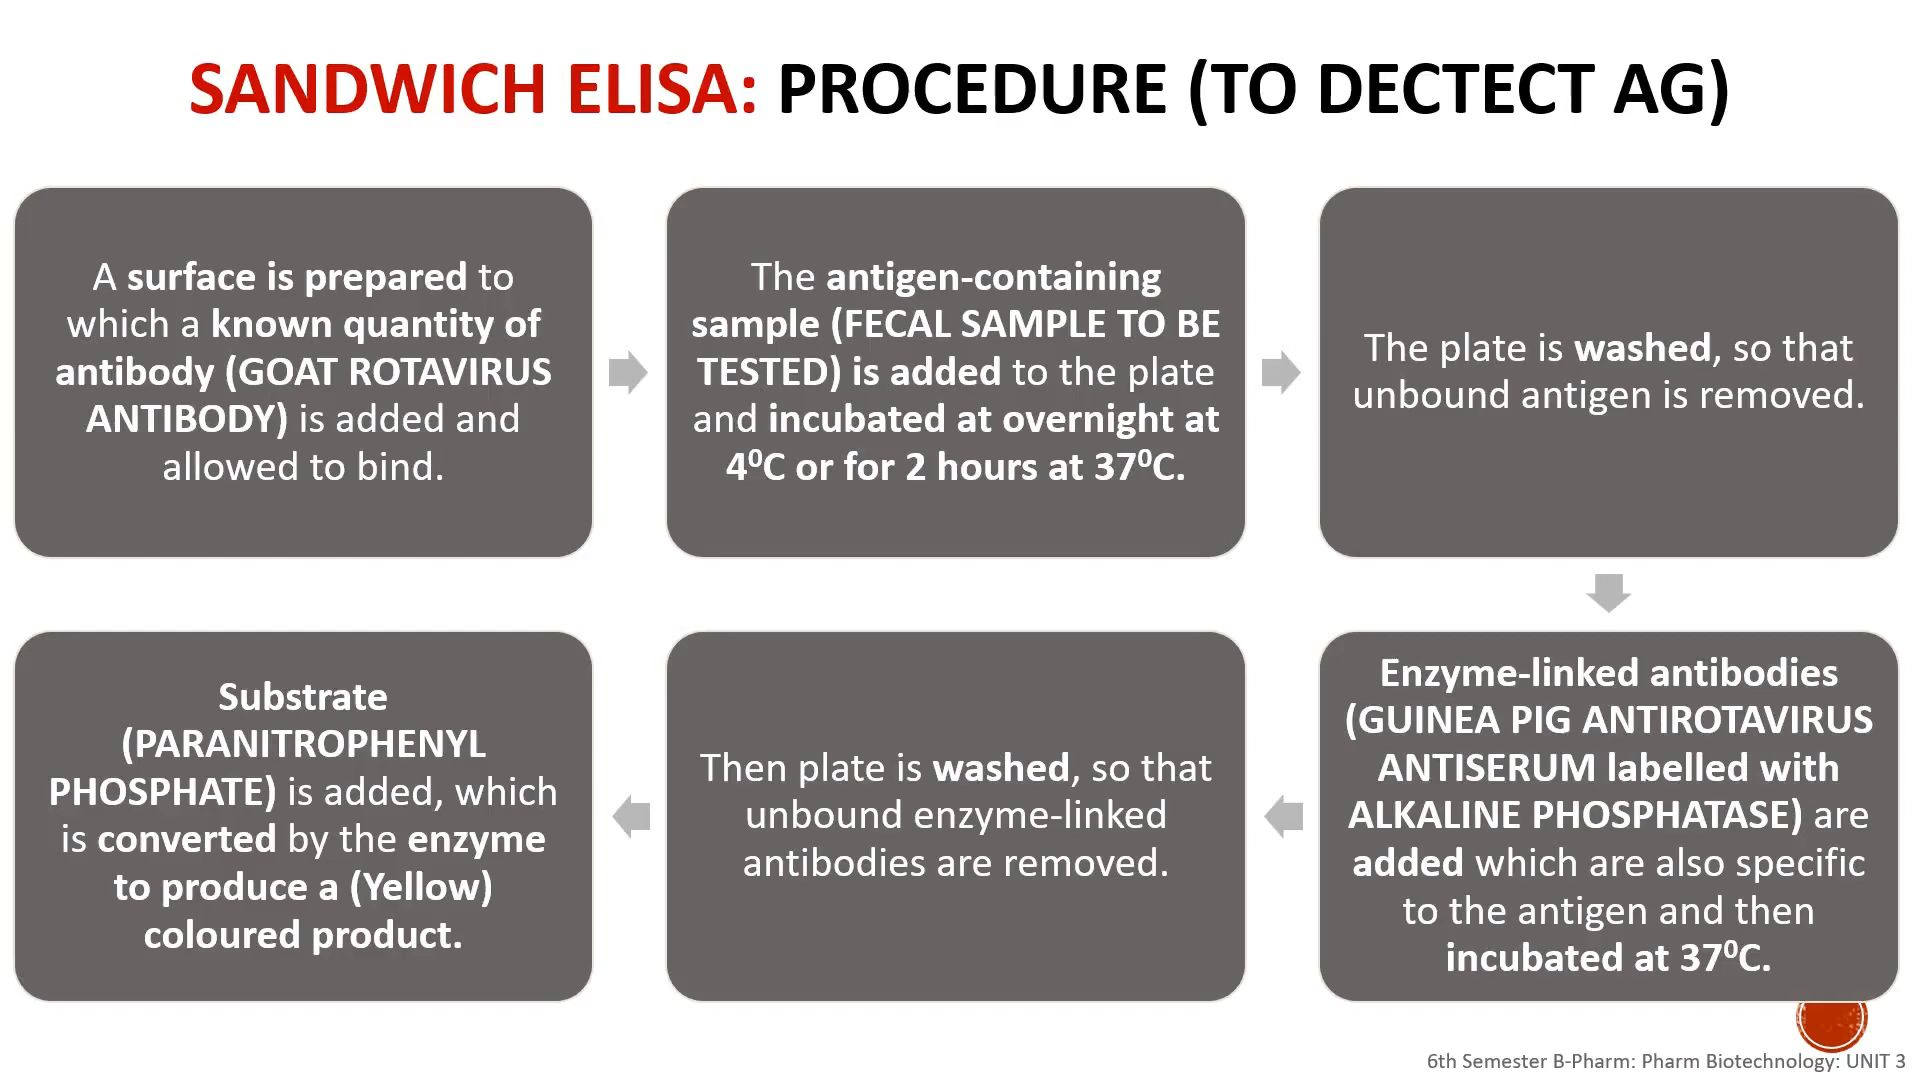 SANDWICH ELISA: PROCEDURE (TO DECTECT AG)
A surface is prepared to
which a known quantity of
antibody (GOAT ROTAVIRUS
ANTIBODY) is added and
allowed to bind.
The antigen-containing
sample (FECAL SAMPLE TO BE
TESTED) is added to the plate
and incubated at overnight at
4⁰C or for 2 hours at 37⁰C.
The plate is washed, so that
unbound antigen is removed.
Enzyme-linked antibodies
(GUINEA PIG ANTIROTAVIRUS
ANTISERUM labelled with
ALKALINE PHOSPHATASE) are
added which are also specific
to the antigen and then
incubated at 37⁰C.
Then plate is washed, so that
unbound enzyme-linked
antibodies are removed.
Substrate
(PARANITROPHENYL
PHOSPHATE) is added, which
is converted by the enzyme
to produce a (Yellow)
coloured product.
6th Semester B-Pharm: Pharm Biotechnology: UNIT 3